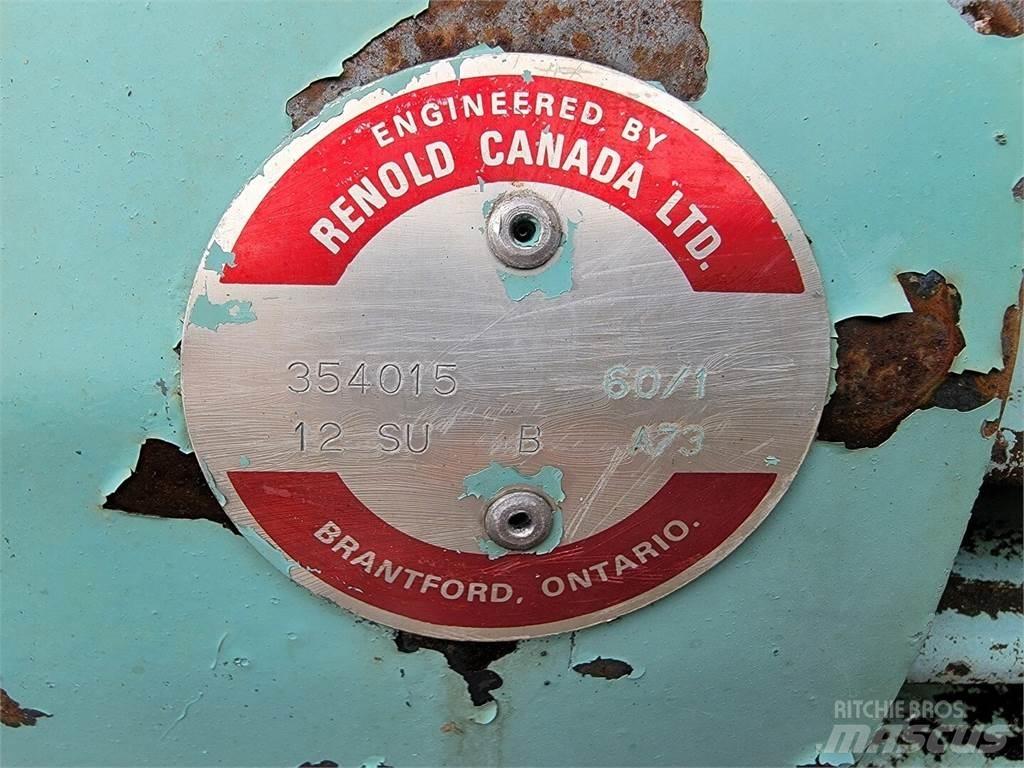 ENGINEERED BY
RENOLD CANADA LTD.
354015 60/1
12 SU B A73
BRANTFORD, ONTARIO.
RITCHIE BROS.
mascus